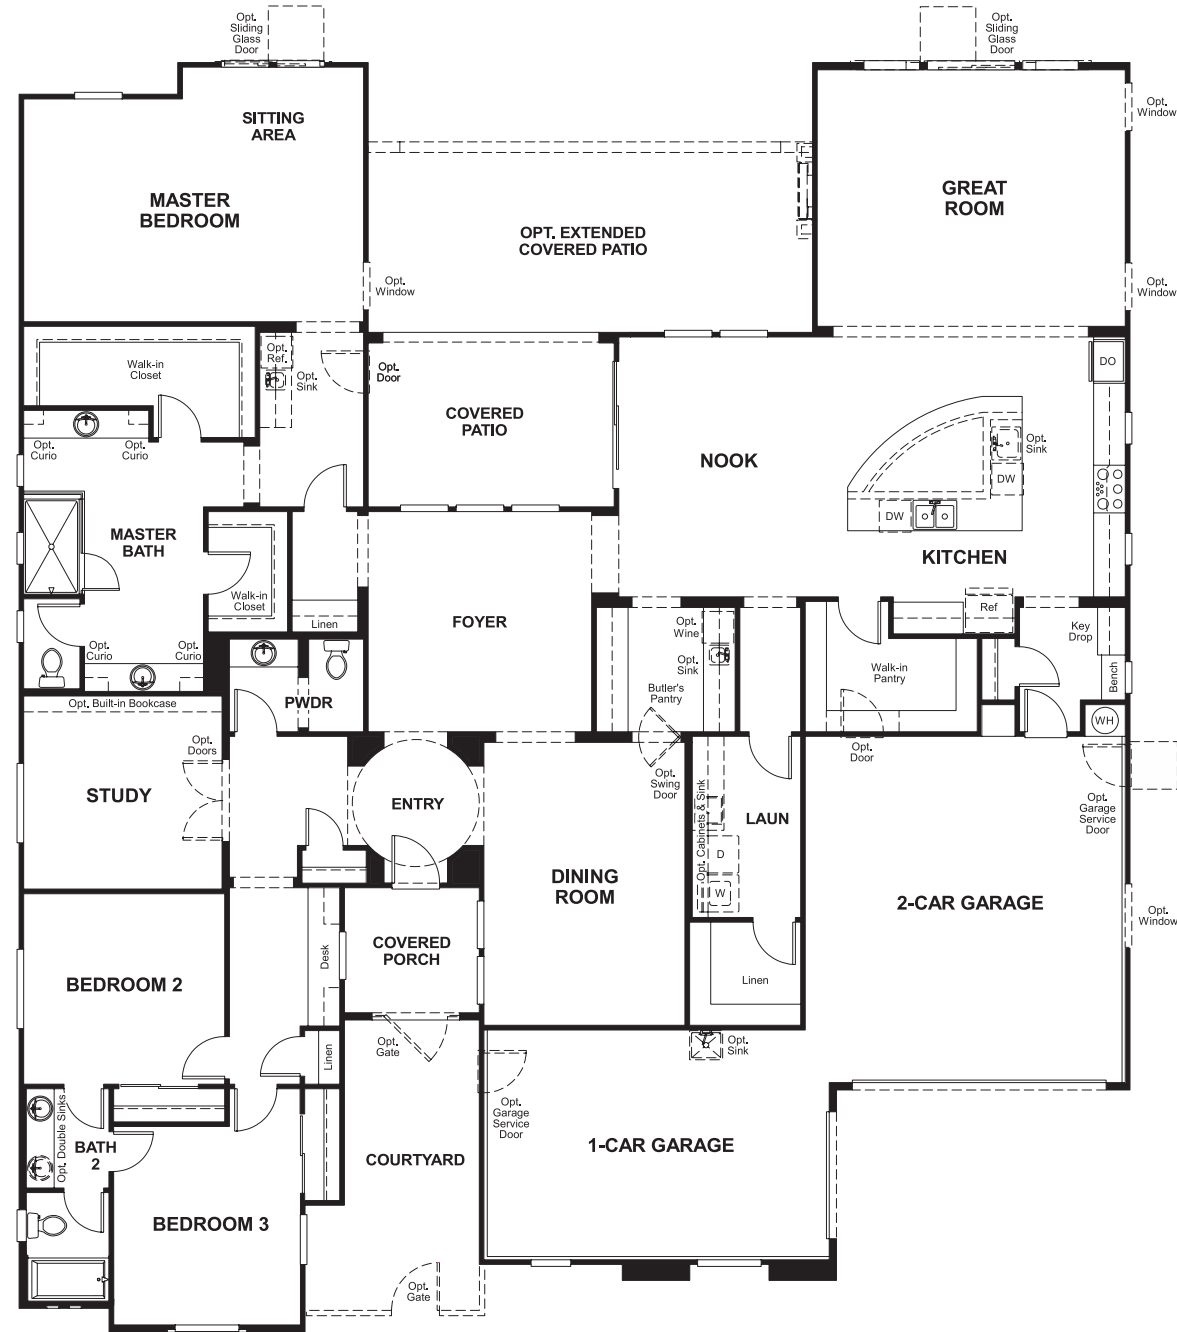 Opt.
Sliding
Glass
Door
Opt.
Sliding
Glass
Door
SITTING
AREA
Opt.
Window
MASTER
BEDROOM
GREAT
ROOM
OPT. EXTENDED
COVERED PATIO
Opt.
Window
Opt.
Window
Walk-in
Closet
Opt.
Ref.
Opt.
Sink
Opt.
Door
DO
COVERED
PATIO
Opt.
Curio
Opt.
Curio
NOOK
Opt.
Sink
DW
DW
MASTER
BATH
KITCHEN
Walk-in
Closet
Linen
FOYER
Opt.
Wine
Opt.
Sink
Ref
Key
Drop
Opt.
Curio
Opt.
Curio
Butler's
Pantry
Walk-in
Pantry
Bench
PWDR
Opt. Built-in Bookcase
WH
Opt.
Doors
Opt.
Door
STUDY
ENTRY
Opt.
Swing
Door
Opt. Cabinets & Sink
LAUN
Opt.
Garage
Service
Door
D
W
DINING
ROOM
2-CAR GARAGE
Opt.
Window
COVERED
PORCH
Desk
BEDROOM 2
Linen
Linen
Opt.
Gate
Opt.
Sink
Opt.
Garage
Service
Door
Opt. Double Sinks
BATH
2
COURTYARD
1-CAR GARAGE
BEDROOM 3
Opt.
Gate